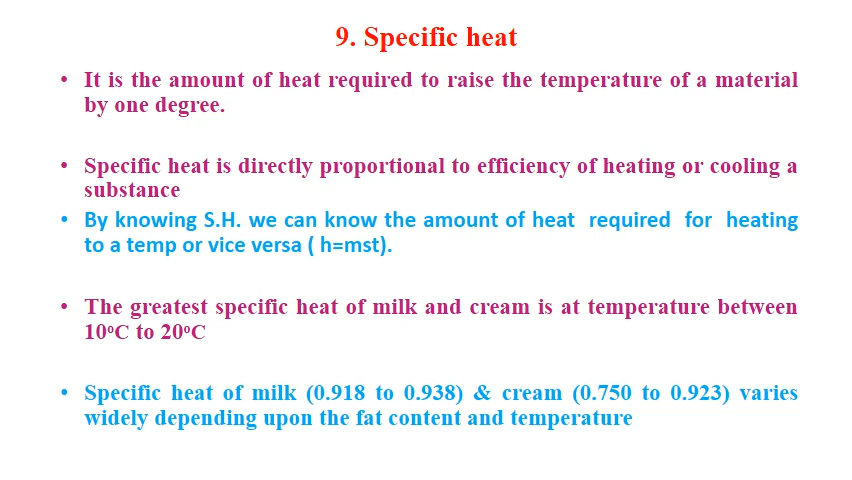 9. Specific heat
• It is the amount of heat required to raise the temperature of a material
by one degree.
• Specific heat is directly proportional to efficiency of heating or cooling a
substance
• By knowing S.H. we can know the amount of heat required for heating
to a temp or vice versa ( h=mst).
• The greatest specific heat of milk and cream is at temperature between
10ºC to 20ºC
• Specific heat of milk (0.918 to 0.938) & cream (0.750 to 0.923) varies
widely depending upon the fat content and temperature